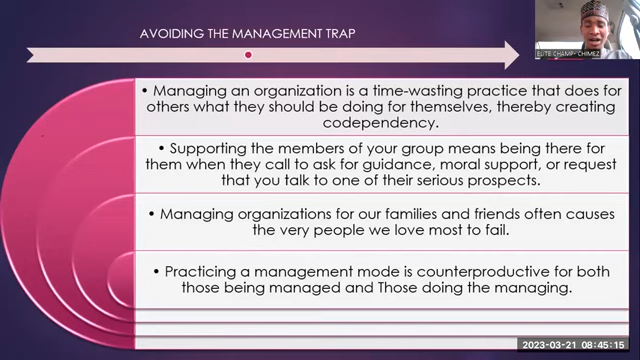 AVOIDING THE MANAGEMENT TRAP
ELITE CHAMP- CHIMEZ
• Managing an organization is a time-wasting practice that does for
others what they should be doing for themselves, thereby creating
codependency.
• Supporting the members of your group means being there for
them when they call to ask for guidance, moral support, or request
that you talk to one of their serious prospects.
• Managing organizations for our families and friends often causes
the very people we love most to fail.
• Practicing a management mode is counterproductive for both
those being managed and Those doing the managing.
2023-03-21 08:45:15